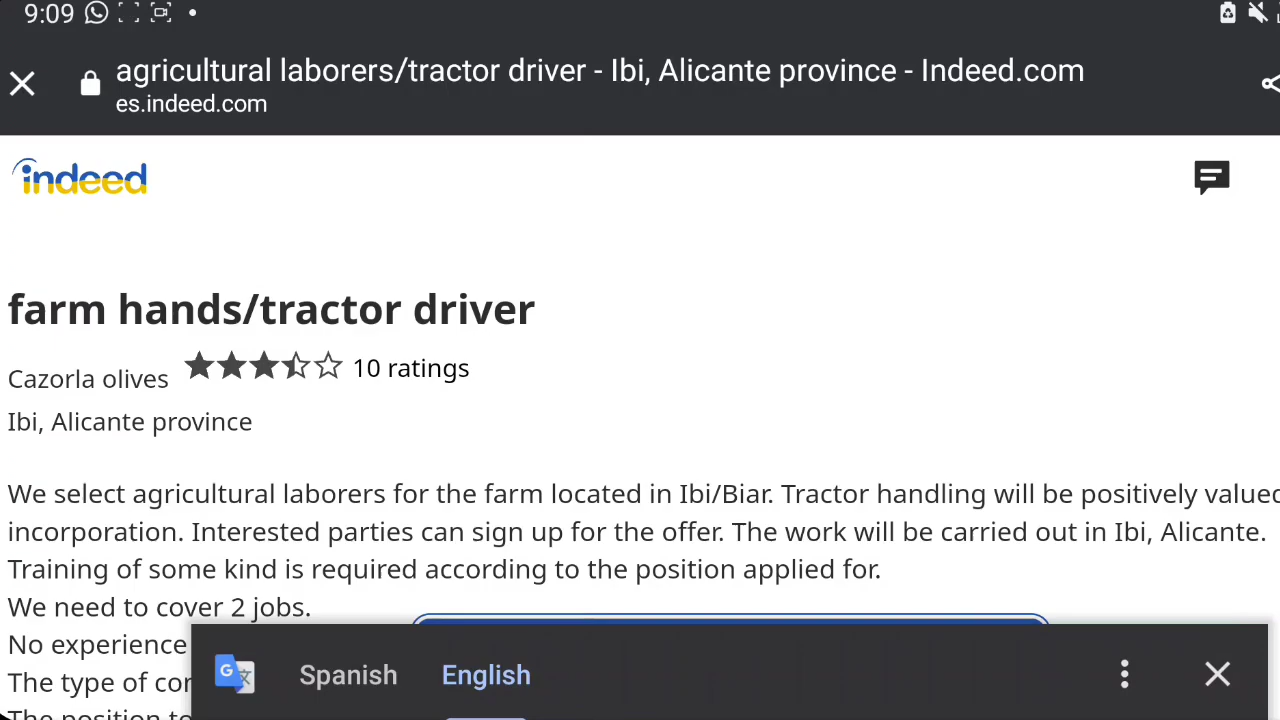 9:09
agricultural laborers/tractor driver - Ibi, Alicante province - Indeed.com
es.indeed.com
indeed
farm hands/tractor driver
Cazorla olives 10 ratings
Ibi, Alicante province
We select agricultural laborers for the farm located in Ibi/Biar. Tractor handling will be positively valued
incorporation. Interested parties can sign up for the offer. The work will be carried out in Ibi, Alicante.
Training of some kind is required according to the position applied for.
We need to cover 2 jobs.
No experience
The type of
The position
Spanish English